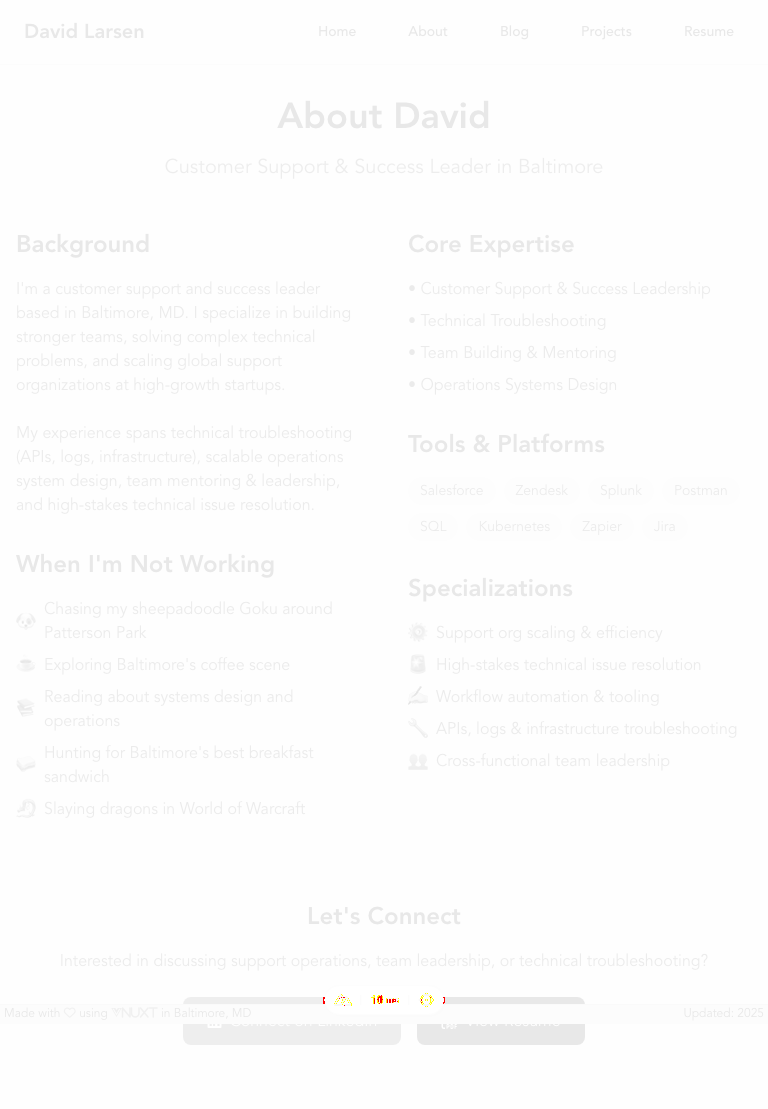 David Larsen
Home About Blog Projects Resume
About David
Customer Support & Success Leader in Baltimore
Background
I'm a customer support and success leader
based in Baltimore, MD. I specialize in building
stronger teams, solving complex technical
problems, and scaling global support
organizations at high-growth startups.
My experience spans technical troubleshooting
(APIs, logs, infrastructure), scalable operations
system design, team mentoring & leadership,
and high-stakes technical issue resolution.
When I'm Not Working
Chasing my sheepadoodle Goku around
Patterson Park
Exploring Baltimore's coffee scene
Reading about systems design and
operations
Hunting for Baltimore's best breakfast
sandwich
Slaying dragons in World of Warcraft
Core Expertise
• Customer Support & Success Leadership
• Technical Troubleshooting
• Team Building & Mentoring
• Operations Systems Design
Tools & Platforms
Salesforce Zendesk Splunk Postman
SQL Kubernetes Zapier Jira
Specializations
Support org scaling & efficiency
High-stakes technical issue resolution
Workflow automation & tooling
APIs, logs & infrastructure troubleshooting
Cross-functional team leadership
Let's Connect
Interested in discussing support operations, team leadership, or technical troubleshooting?
Made with ♡ using NUXT in Baltimore, MD
Updated: 2025